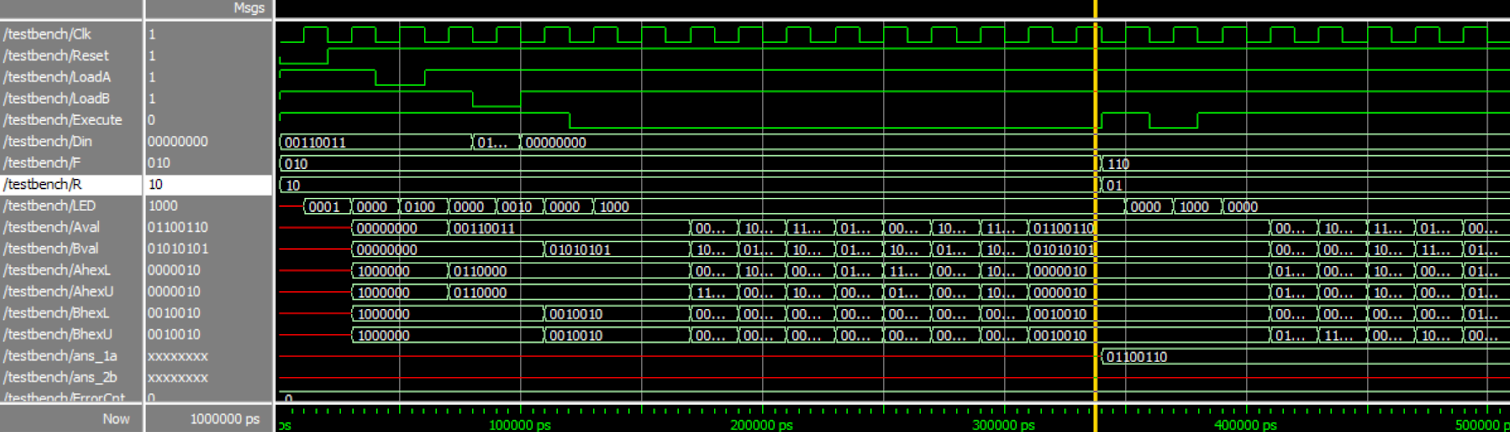 Msgs
/testbench/Clk 1
/testbench/Reset 1
/testbench/LoadA 1
/testbench/LoadB 1
/testbench/Execute 0
/testbench/Din 00000000 00110011 01... 00000000
/testbench/F 010 010 110
/testbench/R 10 10 01
/testbench/LED 1000 0001 0000 0100 0000 0010 0000 1000 0000 1000 0000
/testbench/Aval 01100110 00000000 00110011 00... 10... 11... 01... 00... 10... 11... 01100110 00... 10... 11... 01... 00...
/testbench/Bval 01010101 00000000 01010101 10... 01... 10... 01... 10... 01... 10... 01010101 00... 00... 10... 11... 01...
/testbench/AhexL 0000010 1000000 0110000 00... 10... 00... 01... 11... 00... 10... 0000010 01... 00... 10... 00... 01...
/testbench/AhexU 0000010 1000000 0110000 11... 00... 10... 00... 01... 00... 10... 0000010 01... 00... 10... 00... 01...
/testbench/BhexL 0010010 1000000 0010010 00... 00... 00... 00... 00... 00... 00... 0010010 00... 00... 00... 00... 01...
/testbench/BhexU 0010010 1000000 0010010 00... 00... 00... 00... 00... 00... 00... 0010010 01... 11... 00... 10... 00...
/testbench/ans_1a xxxxxxxx 01100110
/testbench/ans_2b xxxxxxxx
/testbench/ErrorCnt 0 0
Now 1000000 ps ps 100000 ps 200000 ps 300000 ps 400000 ps 500000 ps